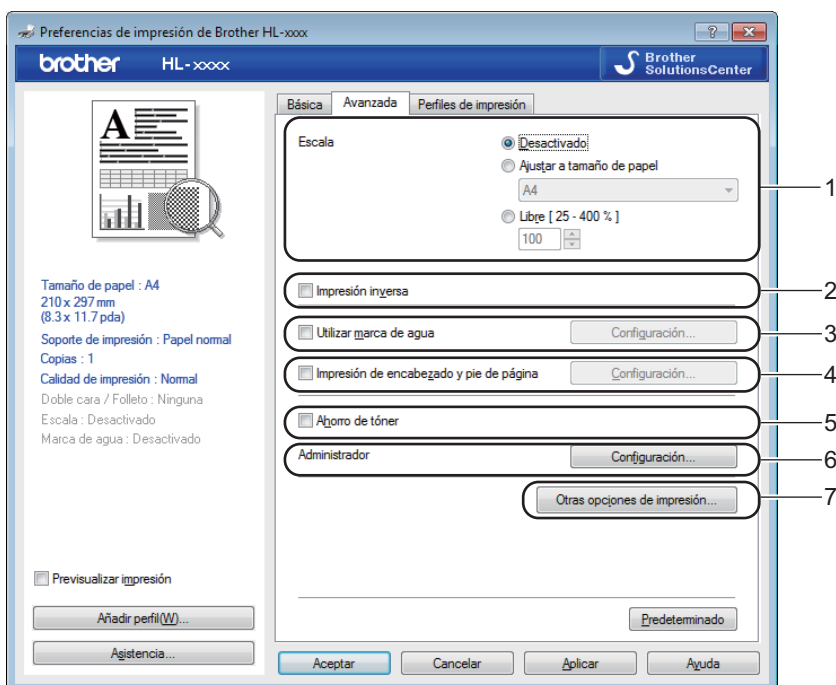 Preferencias de impresión de Brother HL-xxxx
brother HL-xxxx
Brother
SolutionsCenter
Básica Avanzada Perfiles de impresión
Escala
Desactivado
Ajustar a tamaño de papel
A4
1
Libre [ 25 - 400 % ]
100
Impresión inversa
2
Utilizar marca de agua Configuración...
3
Impresión de encabezado y pie de página Configuración...
4
Ahorro de tóner
5
Administrador Configuración...
6
Otras opciones de impresión...
7
A
Tamaño de papel : A4
210 x 297 mm
(8.3 x 11.7 pda)
Soporte de impresión : Papel normal
Copias : 1
Calidad de impresión : Normal
Doble cara / Folleto : Ninguna
Escala : Desactivado
Marca de agua : Desactivado
Previsualizar impresión
Añadir perfil(W)...
Asistencia...
Predeterminado
Aceptar Cancelar Aplicar Ayuda